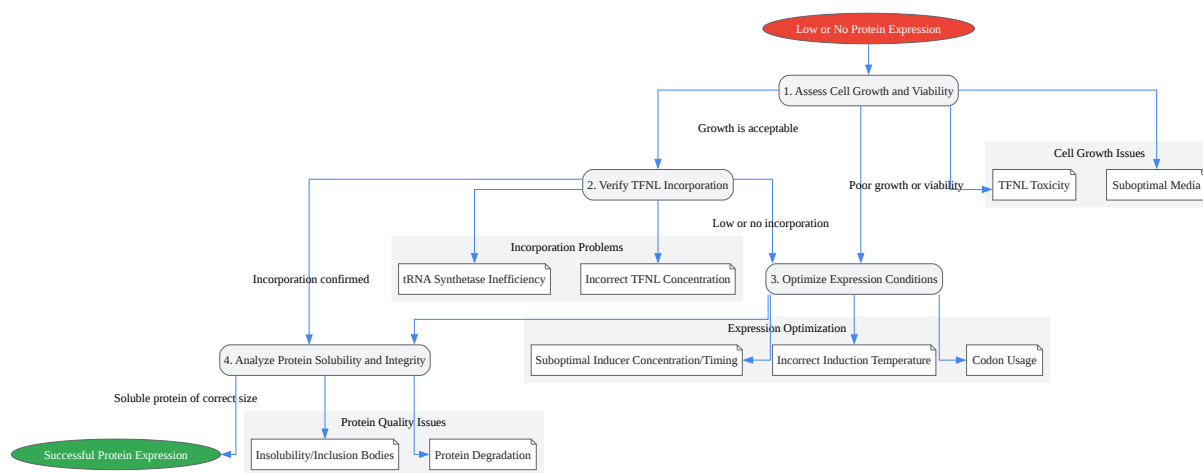 Low or No Protein Expression
1. Assess Cell Growth and Viability
Growth is acceptable
Cell Growth Issues
2. Verify TFNL Incorporation
Poor growth or viability
TFNL Toxicity
Suboptimal Media
Low or no incorporation
Incorporation Problems
Incorporation confirmed
tRNA Synthetase Inefficiency
Incorrect TFNL Concentration
3. Optimize Expression Conditions
Expression Optimization
4. Analyze Protein Solubility and Integrity
Suboptimal Inducer Concentration/Timing
Incorrect Induction Temperature
Codon Usage
Soluble protein of correct size
Protein Quality Issues
Successful Protein Expression
Insolubility/Inclusion Bodies
Protein Degradation